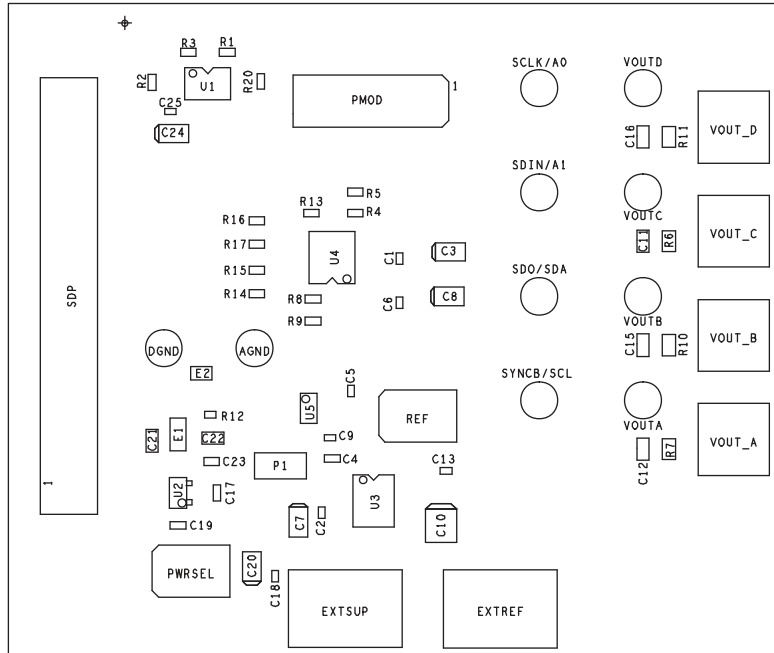 R3
R1
SCLK/A0
VOUTD
R2
U1
R20
1
PMOD
C25
C24
C16
R11
VOUT_D
SDIN/A1
R5
R13
R4
R16
VOUTC
R17
U4
C1
C3
C11
R6
VOUT_C
R15
SDO/SDA
R14
R8
C6
C8
SDP
R9
VOUTB
DGND
AGND
C15
R10
VOUT_B
E2
SYNCB/SCL
C5
U5
R12
REF
VOUTA
C21
E1
C22
C9
C23
P1
C4
C13
C12
R7
VOUT_A
1
U2
C17
U3
C7
C2
C10
C19
PWRSEL
C20
C18
EXTSUP
EXTREF